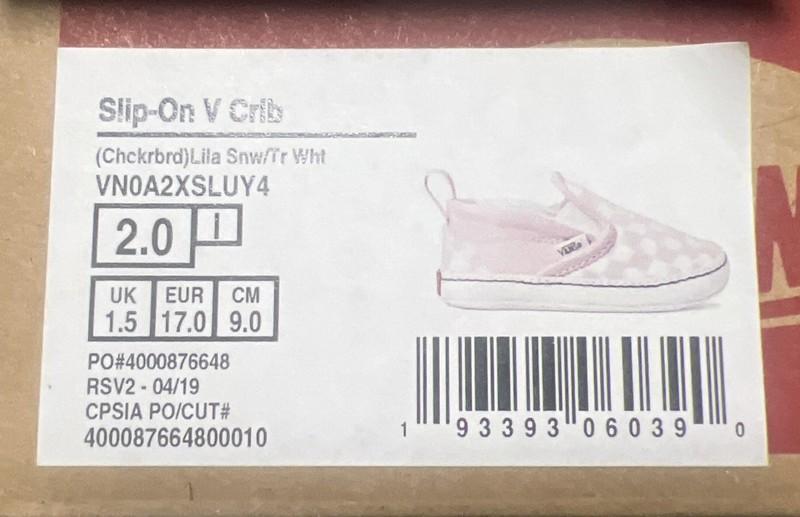 Slip-On V Crib
(Chckrbrd)Lila Snw/Tr Wht
VN0A2XSLUY4
2.0 I
UK EUR CM
1.5 17.0 9.0
PO#4000876648
RSV2 - 04/19
CPSIA PO/CUT#
400087664800010
VANS
1 93393 06039 0